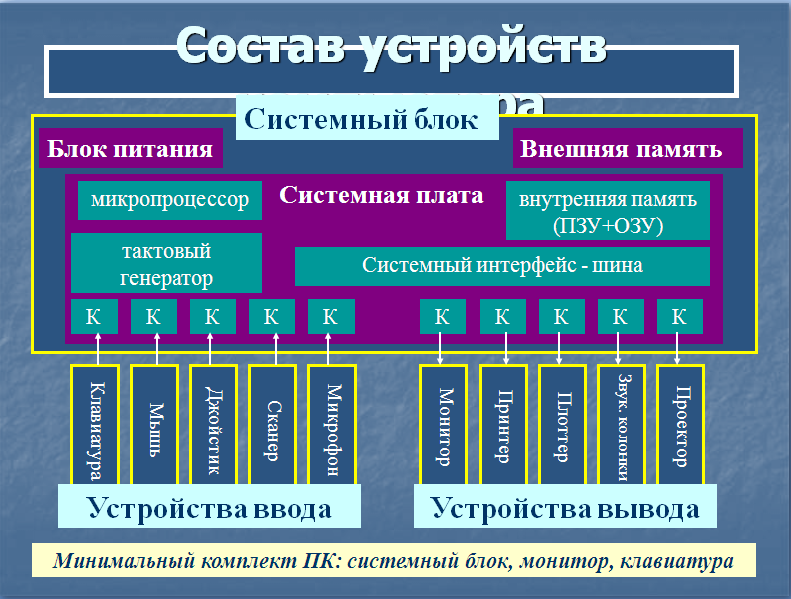 Состав устройств
ра
Системный блок
Блок питания
Внешняя память
микропроцессор
Системная плата
внутренняя память
(ПЗУ+ОЗУ)
тактовый
генератор
Системный интерфейс - шина
К К К К К К К К К К
Клавиатура
Мышь
Джойстик
Сканер
Микрофон
Монитор
Принтер
Плоттер
Звук. колонки
Проектор
Устройства ввода
Устройства вывода
Минимальный комплект ПК: системный блок, монитор, клавиатура